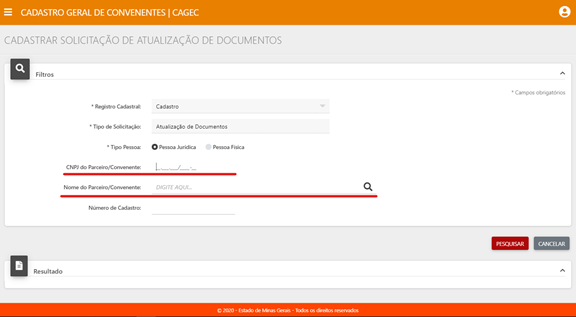 CADASTRO GERAL DE CONVENENTES | CAGEC
CADASTRAR SOLICITAÇÃO DE ATUALIZAÇÃO DE DOCUMENTOS
Filtros
* Campos obrigatórios
* Registro Cadastral: Cadastro
* Tipo de Solicitação: Atualização de Documentos
* Tipo Pessoa: Pessoa Jurídica Pessoa Física
CNPJ do Parceiro/Convenente: __.___.___/____-__
Nome do Parceiro/Convenente: DIGITE AQUI...
Número de Cadastro:
PESQUISAR CANCELAR
Resultado
© 2020 - Estado de Minas Gerais - Todos os direitos reservados